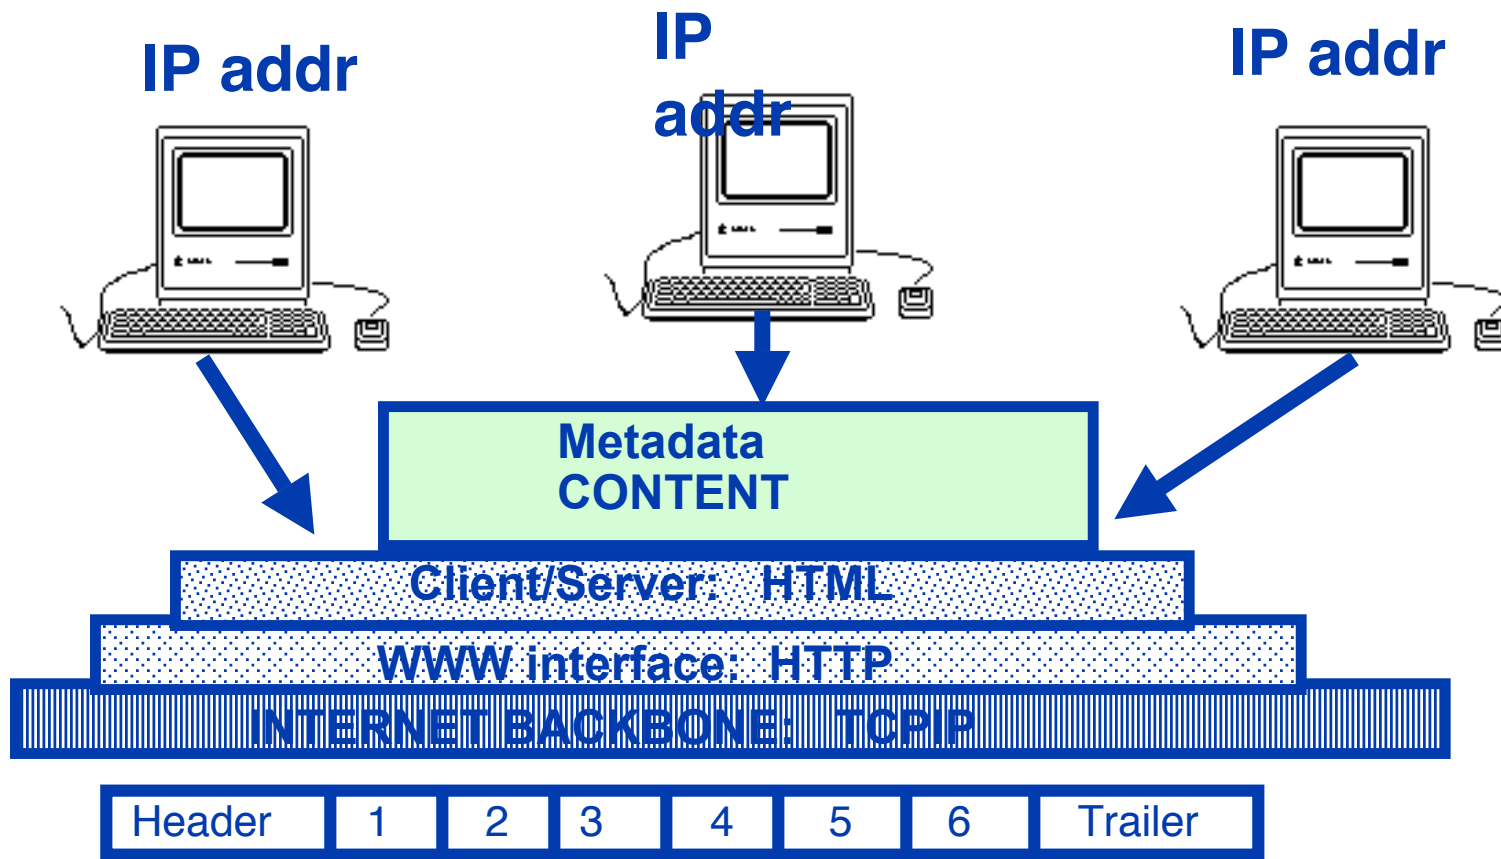 IP addr
IP
addr
IP addr
Metadata
CONTENT
Client/Server: HTML
WWW interface: HTTP
INTERNET BACKBONE: TCPIP
Header 1 2 3 4 5 6 Trailer